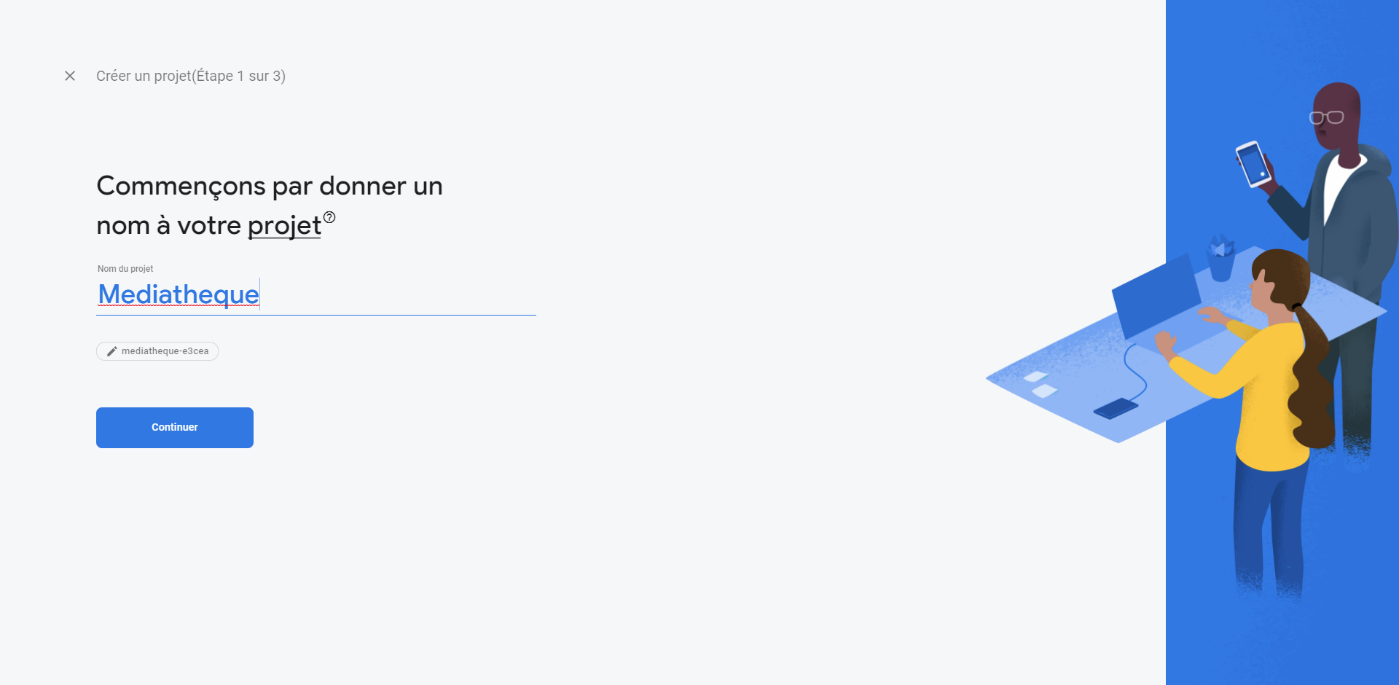 Créer un projet(Étape 1 sur 3)
Commençons par donner un
nom à votre projet
Nom du projet
Mediatheque
mediatheque-e3cea
Continuer